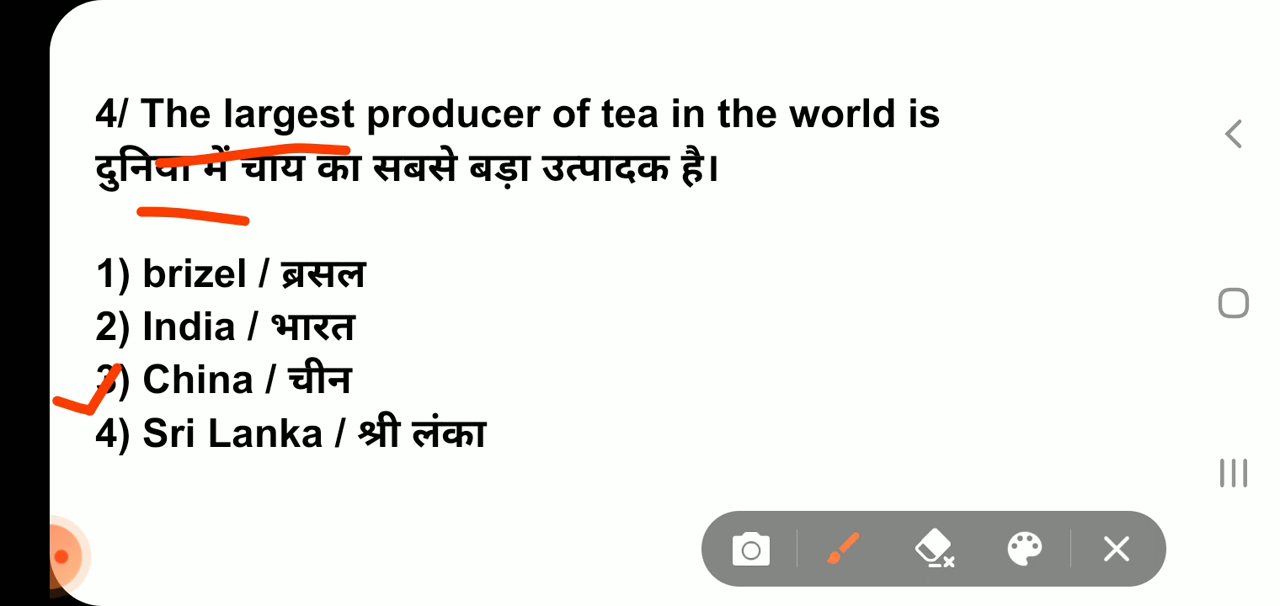 4/ The largest producer of tea in the world is
दुनिया में चाय का सबसे बड़ा उत्पादक है।
1) brizel / ब्रसल
2) India / भारत
3) China / चीन
4) Sri Lanka / श्री लंका